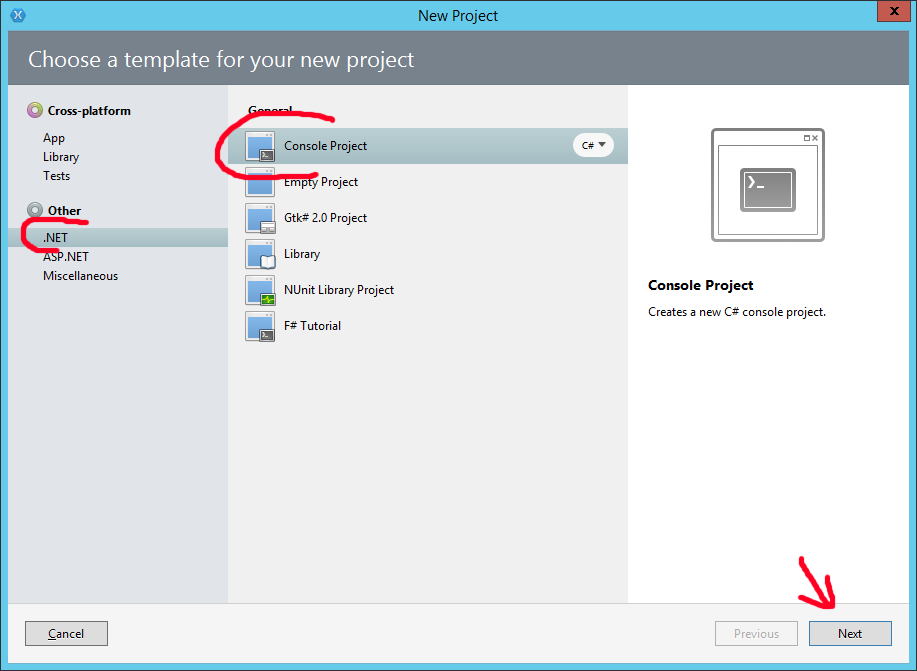 New Project
Choose a template for your new project
Cross-platform
App
Library
Tests
Other
.NET
ASP.NET
Miscellaneous
General
Console Project
C#
Empty Project
Gtk# 2.0 Project
Library
NUnit Library Project
F# Tutorial
Console Project
Creates a new C# console project.
Cancel
Previous
Next